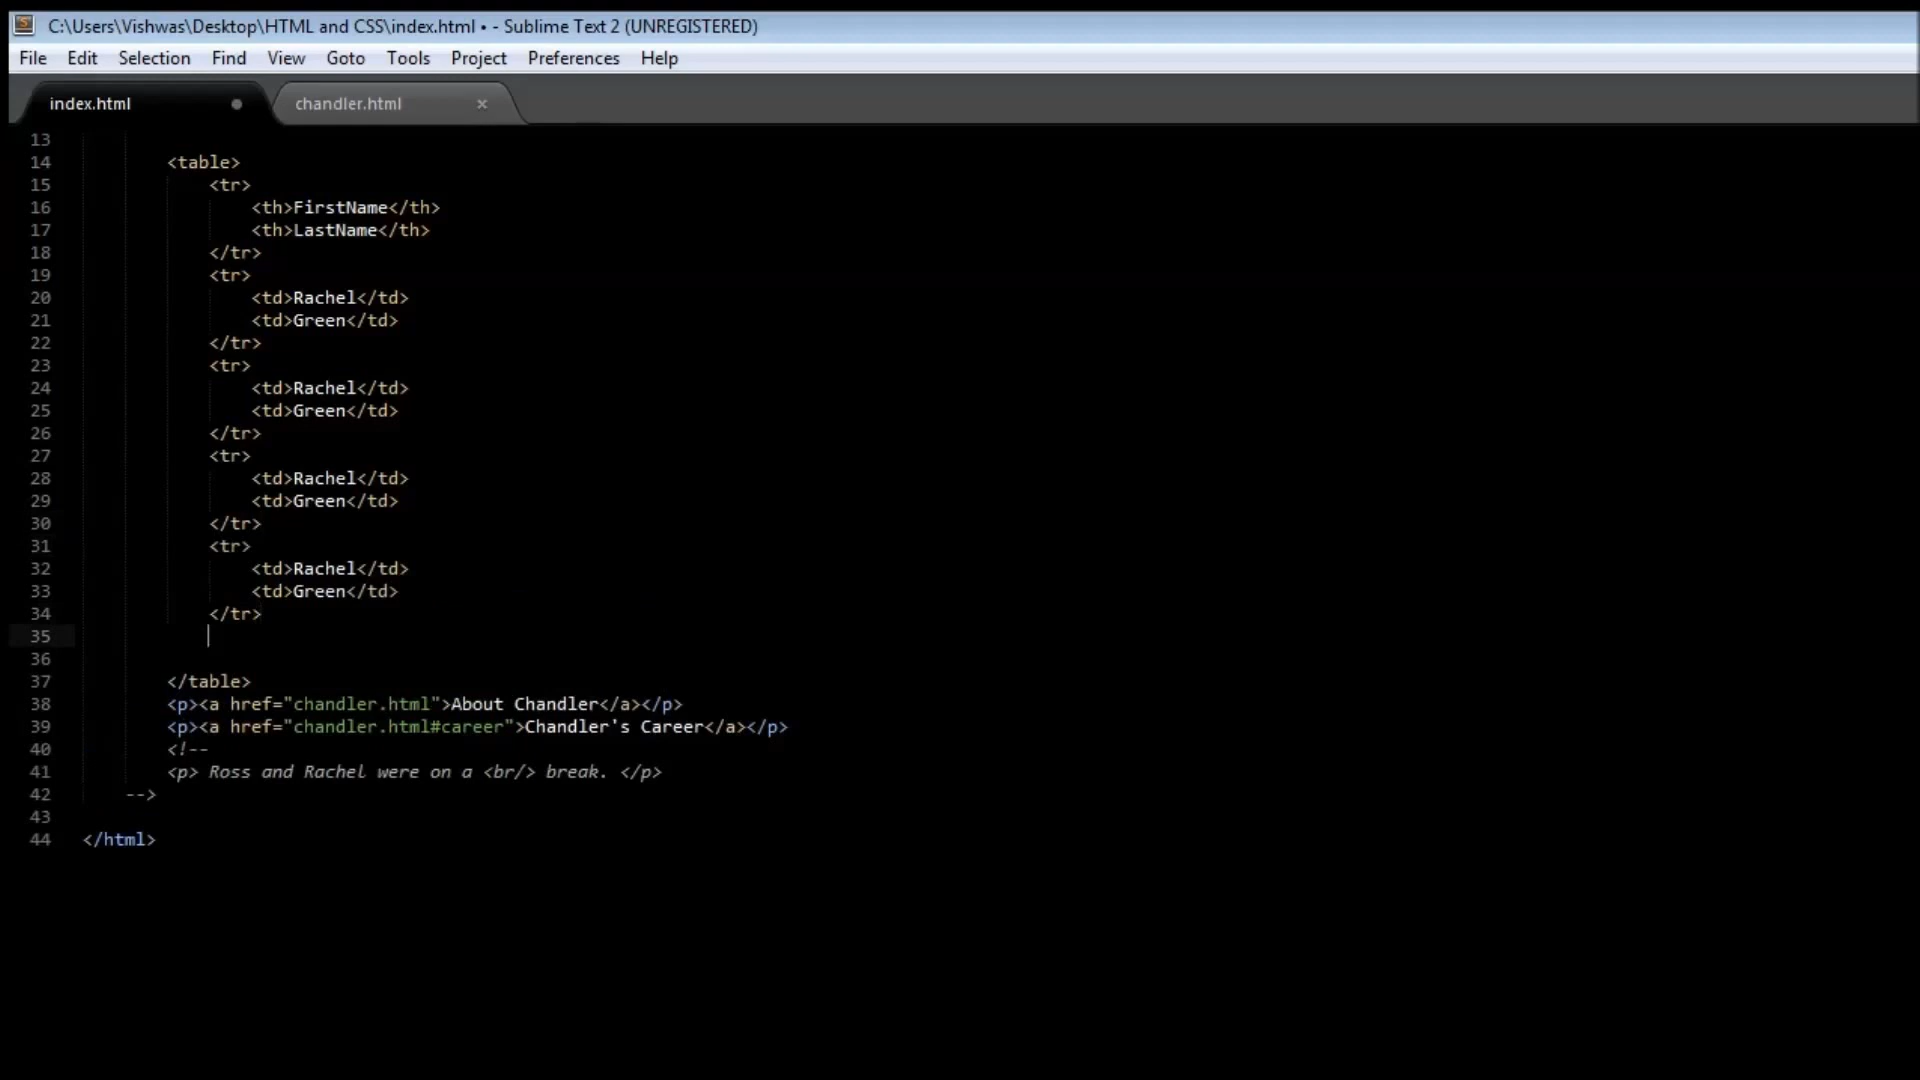 C:\Users\Vishwas\Desktop\HTML and CSS\index.html • - Sublime Text 2 (UNREGISTERED)
File Edit Selection Find View Goto Tools Project Preferences Help
index.html chandler.html ×
13
14 <table>
15 <tr>
16 <th>FirstName</th>
17 <th>LastName</th>
18 </tr>
19 <tr>
20 <td>Rachel</td>
21 <td>Green</td>
22 </tr>
23 <tr>
24 <td>Rachel</td>
25 <td>Green</td>
26 </tr>
27 <tr>
28 <td>Rachel</td>
29 <td>Green</td>
30 </tr>
31 <tr>
32 <td>Rachel</td>
33 <td>Green</td>
34 </tr>
35
36
37 </table>
38 <p><a href="chandler.html">About Chandler</a></p>
39 <p><a href="chandler.html#career">Chandler's Career</a></p>
40 <!--
41 <p> Ross and Rachel were on a <br/> break. </p>
42 -->
43
44 </html>